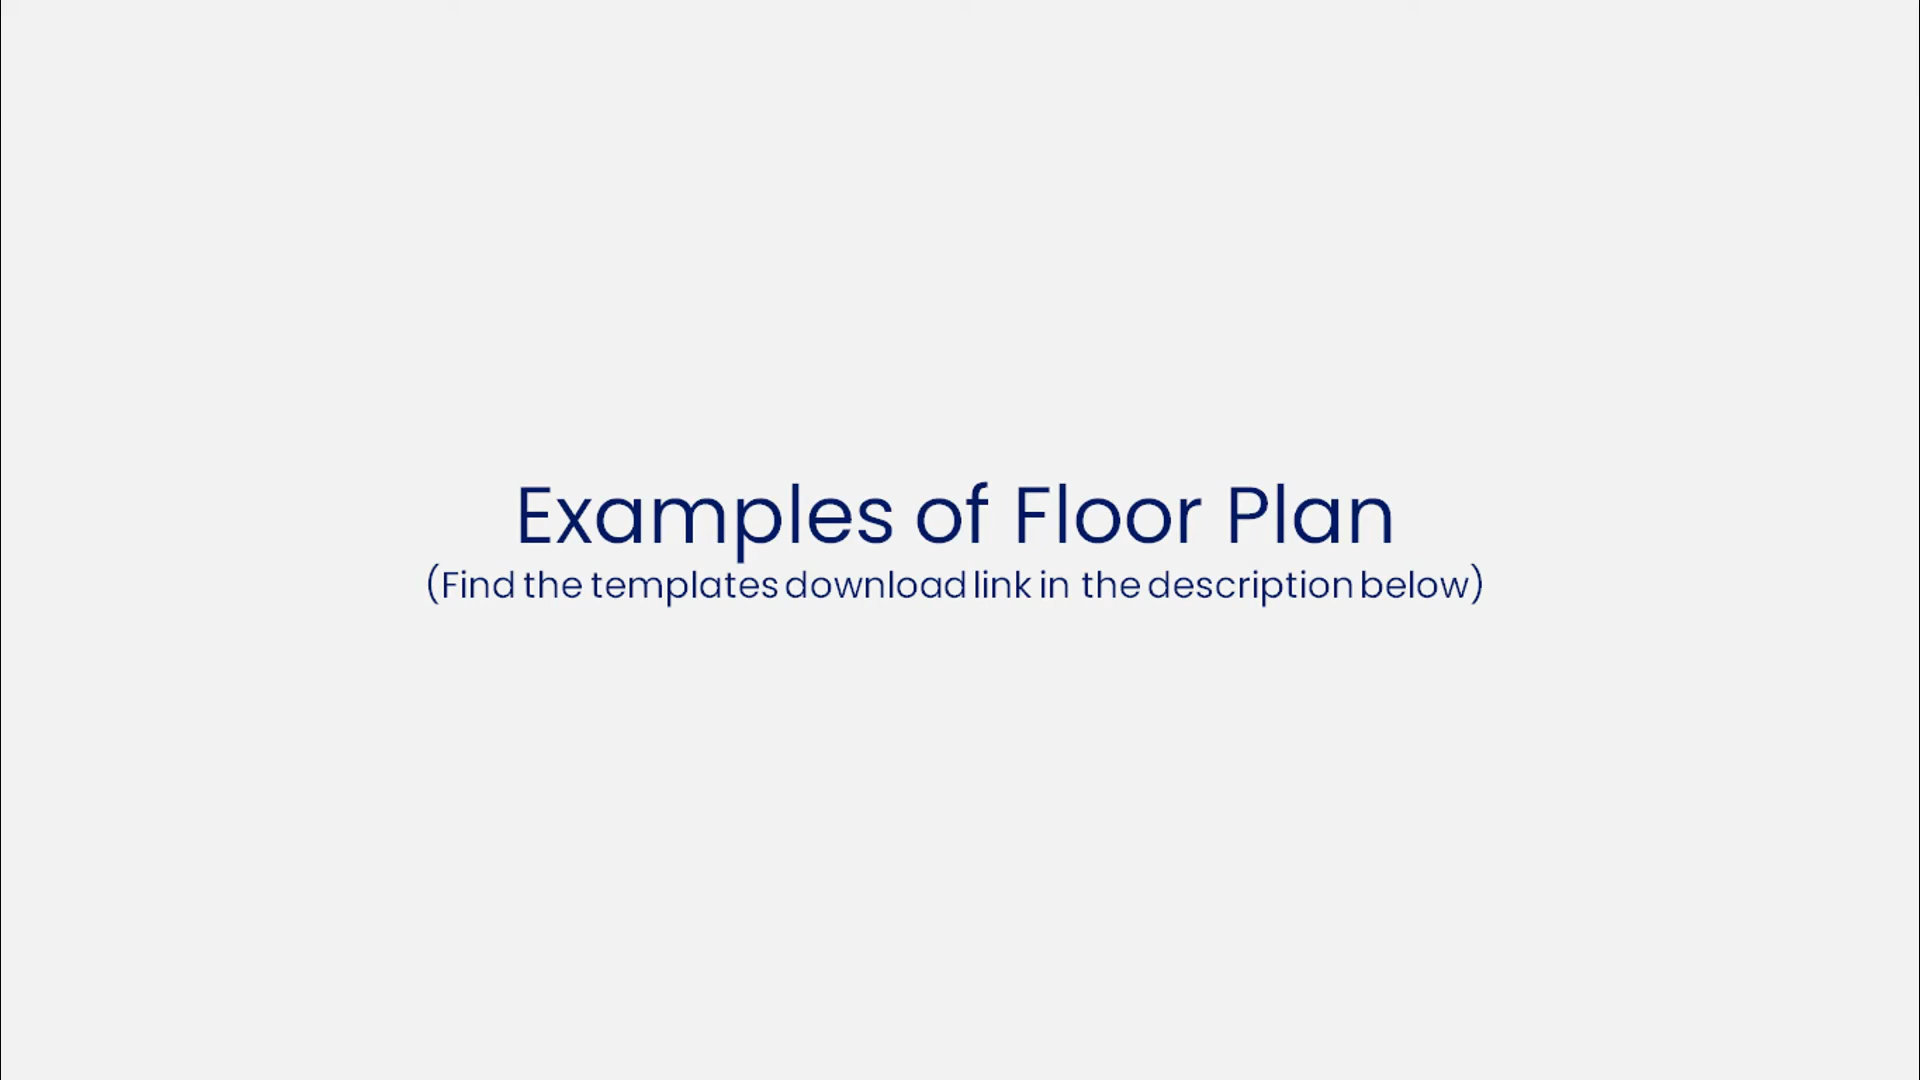 Examples of Floor Plan
(Find the templates download link in the description below)